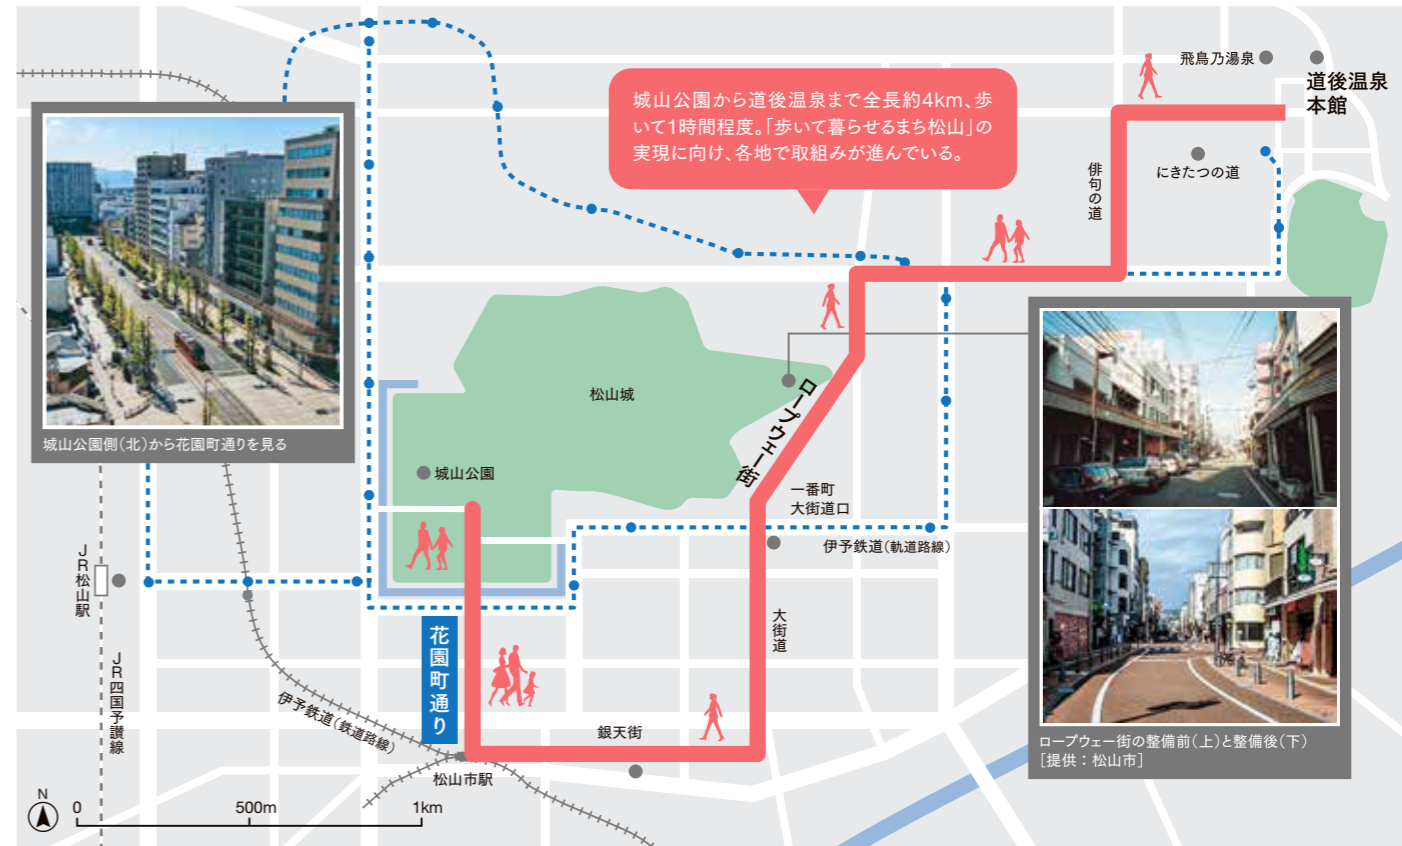 飛鳥乃湯泉
道後温泉
本館
城山公園から道後温泉まで全長約4km、歩
いて1時間程度。「歩いて暮らせるまち松山」の
実現に向け、各地で取組みが進んでいる。
にきたつの道
俳句の道
城山公園側(北)から花園町通りを見る
松山城
ロープウェー街
城山公園
一番町
大街道口
伊予鉄道(軌道路線)
JR松山駅
大街道
花園町通り
JR四国予讃線
伊予鉄道(鉄道路線)
銀天街
松山市駅
ロープウェー街の整備前(上)と整備後(下)
[提供:松山市]
N
0 500m 1km